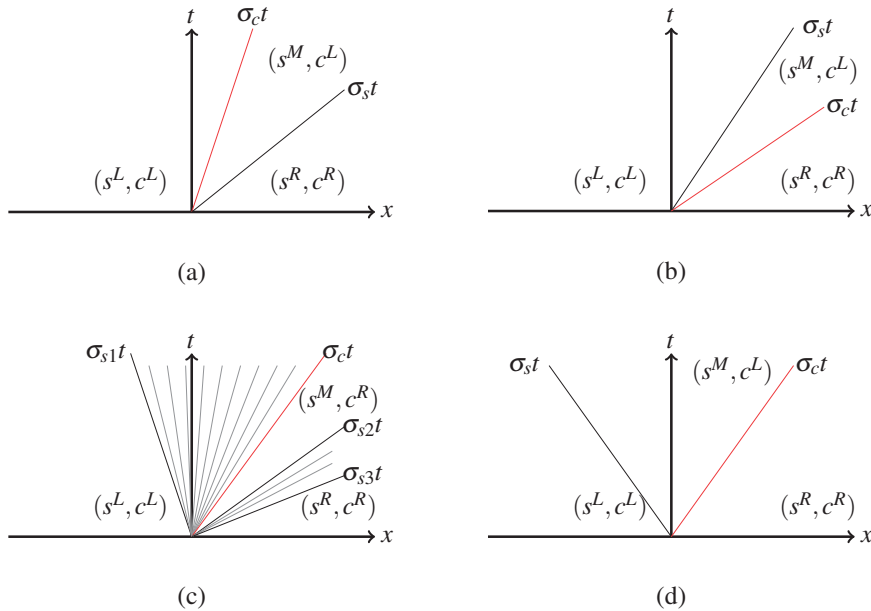 t
σ_c t
(s^M, c^L)
σ_s t
(s^L, c^L)
(s^R, c^R)
x
(a)
t
σ_s t
(s^M, c^L)
σ_c t
(s^L, c^L)
(s^R, c^R)
x
(b)
t
σ_{s1} t
σ_c t
(s^M, c^R)
σ_{s2} t
σ_{s3} t
(s^L, c^L)
(s^R, c^R)
x
(c)
t
σ_s t
(s^M, c^L)
σ_c t
(s^L, c^L)
(s^R, c^R)
x
(d)